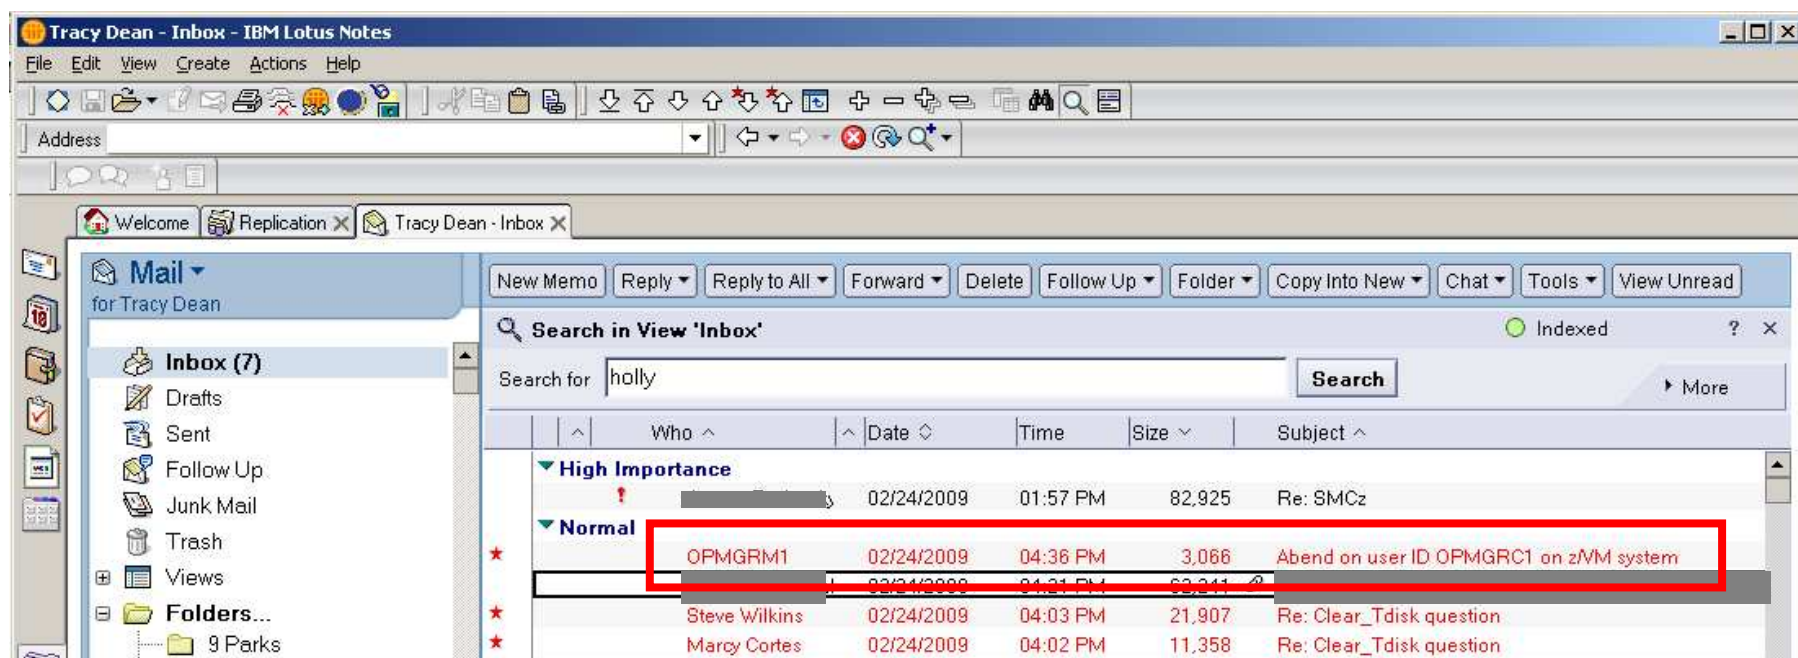 Tracy Dean - Inbox - IBM Lotus Notes
File Edit View Create Actions Help
Address
Welcome Replication Tracy Dean - Inbox
Mail
for Tracy Dean
New Memo Reply Reply to All Forward Delete Follow Up Folder Copy Into New Chat Tools View Unread
Search in View 'Inbox' Indexed ? ×
Search for holly Search More
Inbox (7)
Drafts
Sent
Follow Up
Junk Mail
Trash
Views
Folders...
9 Parks
Who Date Time Size Subject
High Importance
! 02/24/2009 01:57 PM 82,925 Re: SMCz
Normal
OPMGRM1 02/24/2009 04:36 PM 3,066 Abend on user ID OPMGRC1 on z/VM system
02/24/2009 04:21 PM
Steve Wilkins 02/24/2009 04:03 PM 21,907 Re: Clear_Tdisk question
Marcy Cortes 02/24/2009 04:02 PM 11,358 Re: Clear_Tdisk question